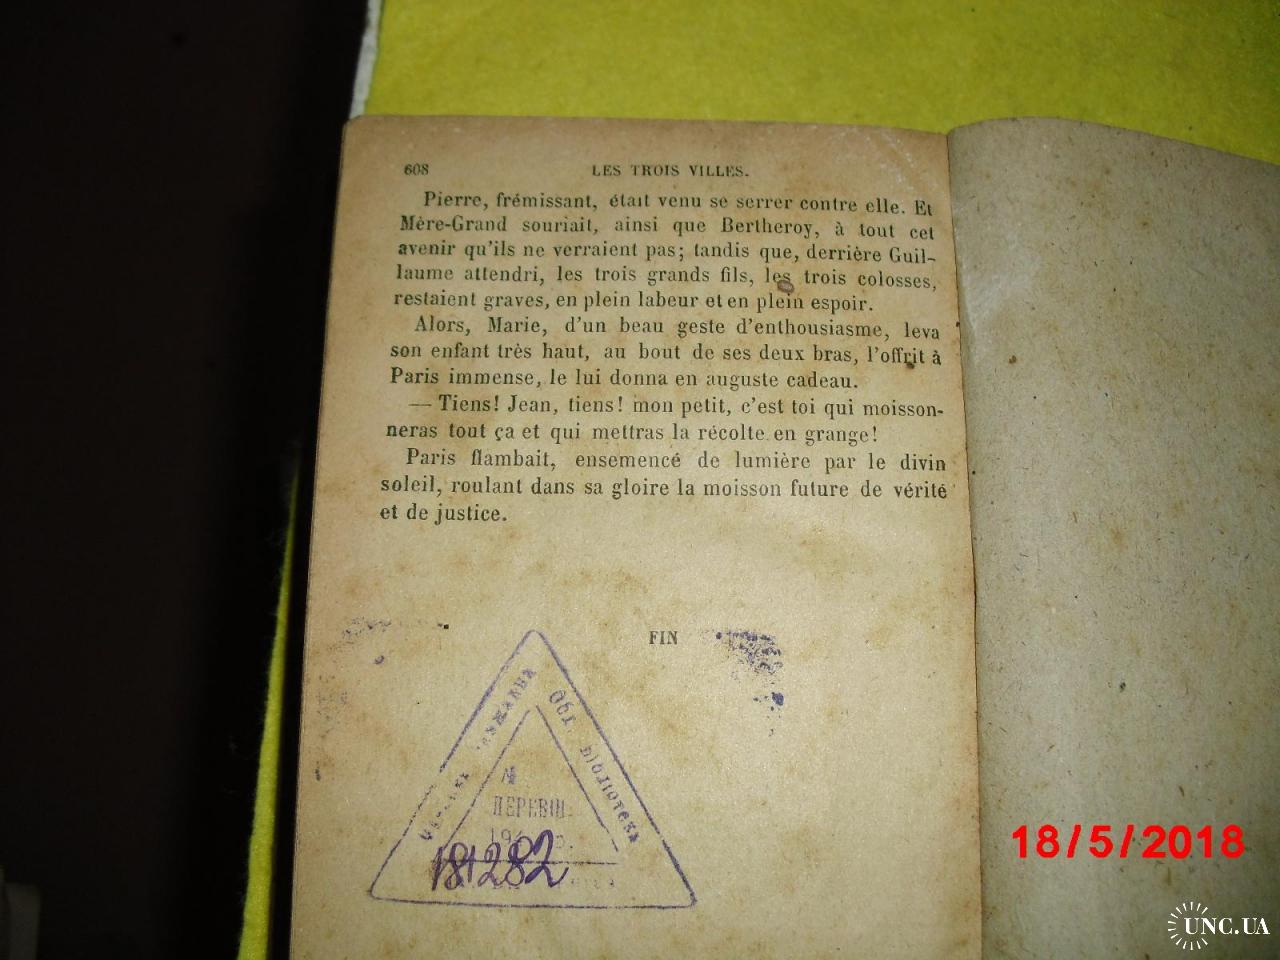 608 LES TROIS VILLES.
Pierre, frémissant, était venu se serrer contre elle. Et
Mère-Grand souriait, ainsi que Bertheroy, à tout cet
avenir qu'ils ne verraient pas; tandis que, derrière Guil-
laume attendri, les trois grands fils, les trois colosses,
restaient graves, en plein labeur et en plein espoir.
Alors, Marie, d'un beau geste d'enthousiasme, leva
son enfant très haut, au bout de ses deux bras, l'offrit à
Paris immense, le lui donna en auguste cadeau.
— Tiens! Jean, tiens! mon petit, c'est toi qui moisson-
neras tout ça et qui mettras la récolte en grange!
Paris flambait, ensemencé de lumière par le divin
soleil, roulant dans sa gloire la moisson future de vérité
et de justice.
FIN
Обл. бібліотека
№
ПЕРЕВІР.
181282
18/5/2018
UNC.UA